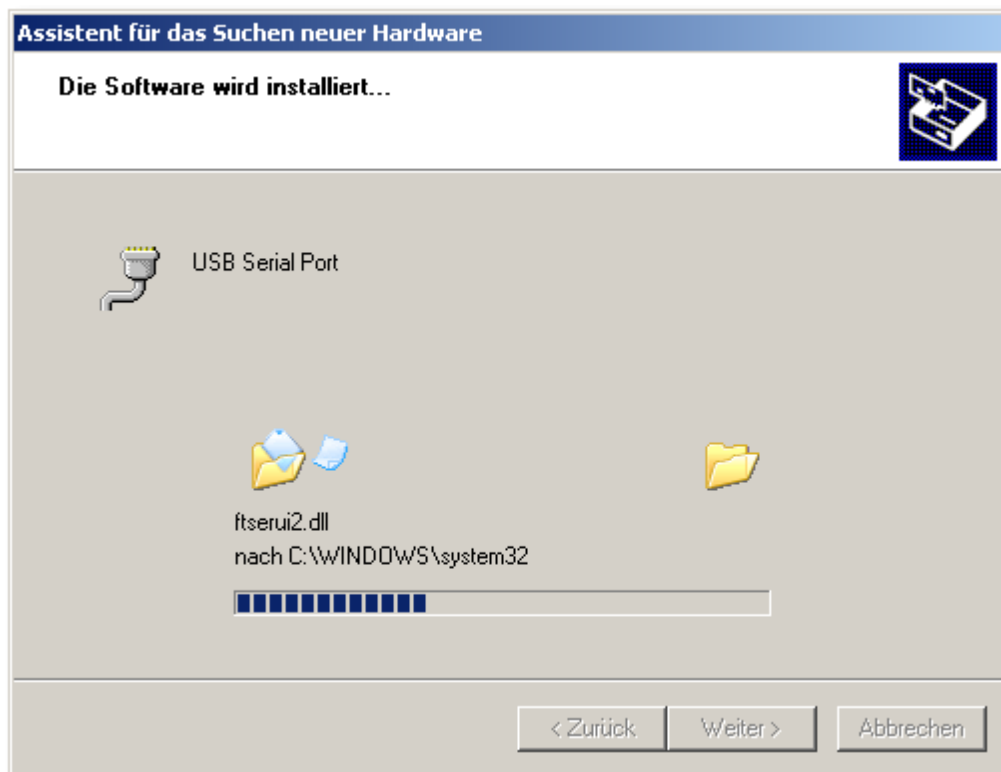 Assistent für das Suchen neuer Hardware
Die Software wird installiert...
USB Serial Port
ftserui2.dll
nach C:\WINDOWS\system32
< Zurück
Weiter >
Abbrechen